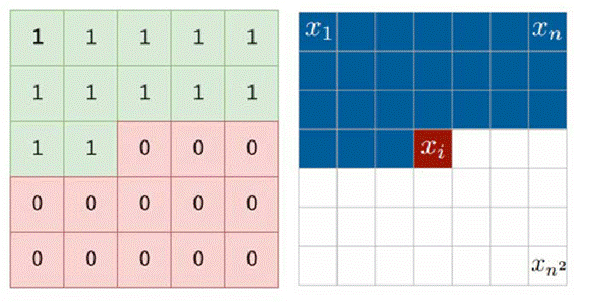 1 1 1 1 1
1 1 1 1 1
1 1 0 0 0
0 0 0 0 0
0 0 0 0 0
x₁ xₙ
xᵢ
xₙ²